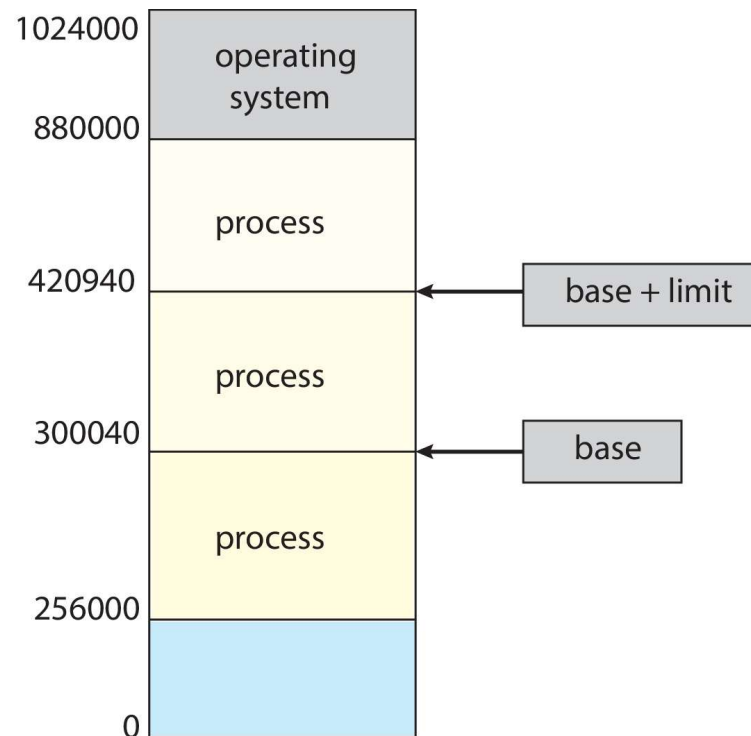 1024000
operating
system
880000
process
420940
base + limit
process
300040
base
process
256000
0